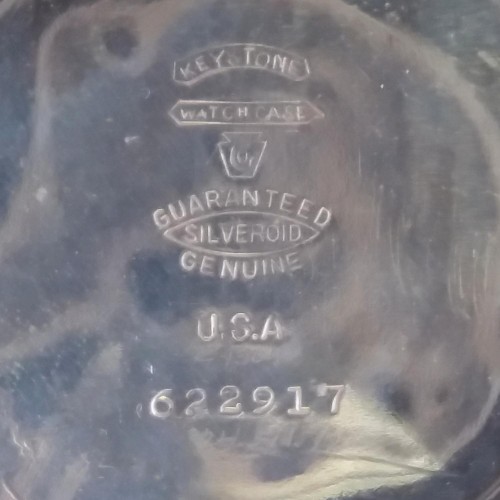 KEYSTONE
WATCH CASE
GUARANTEED
SILVEROID
GENUINE
U.S.A
622917